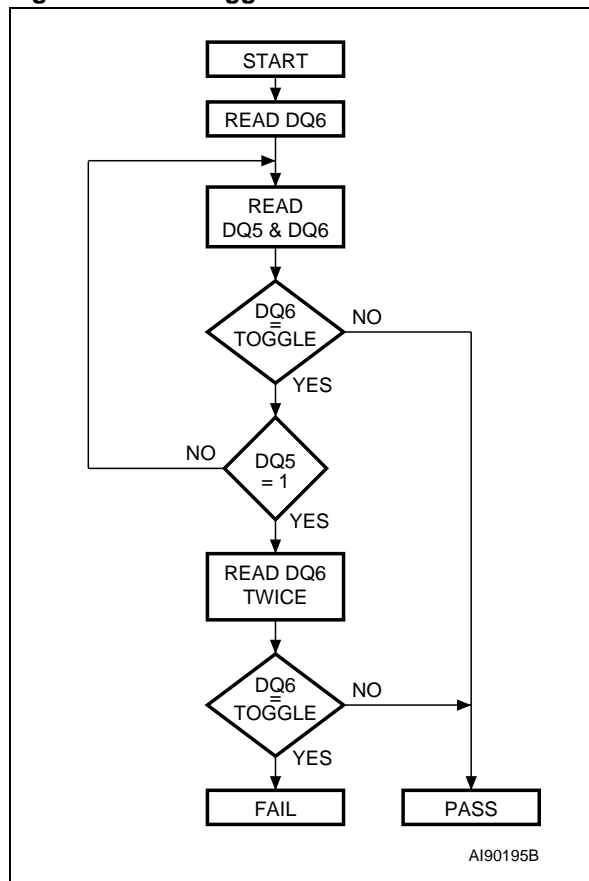 START
READ DQ6
READ
DQ5 & DQ6
DQ6
=
TOGGLE
NO
YES
NO
DQ5
= 1
YES
READ DQ6
TWICE
DQ6
=
TOGGLE
NO
YES
FAIL
PASS
AI90195B